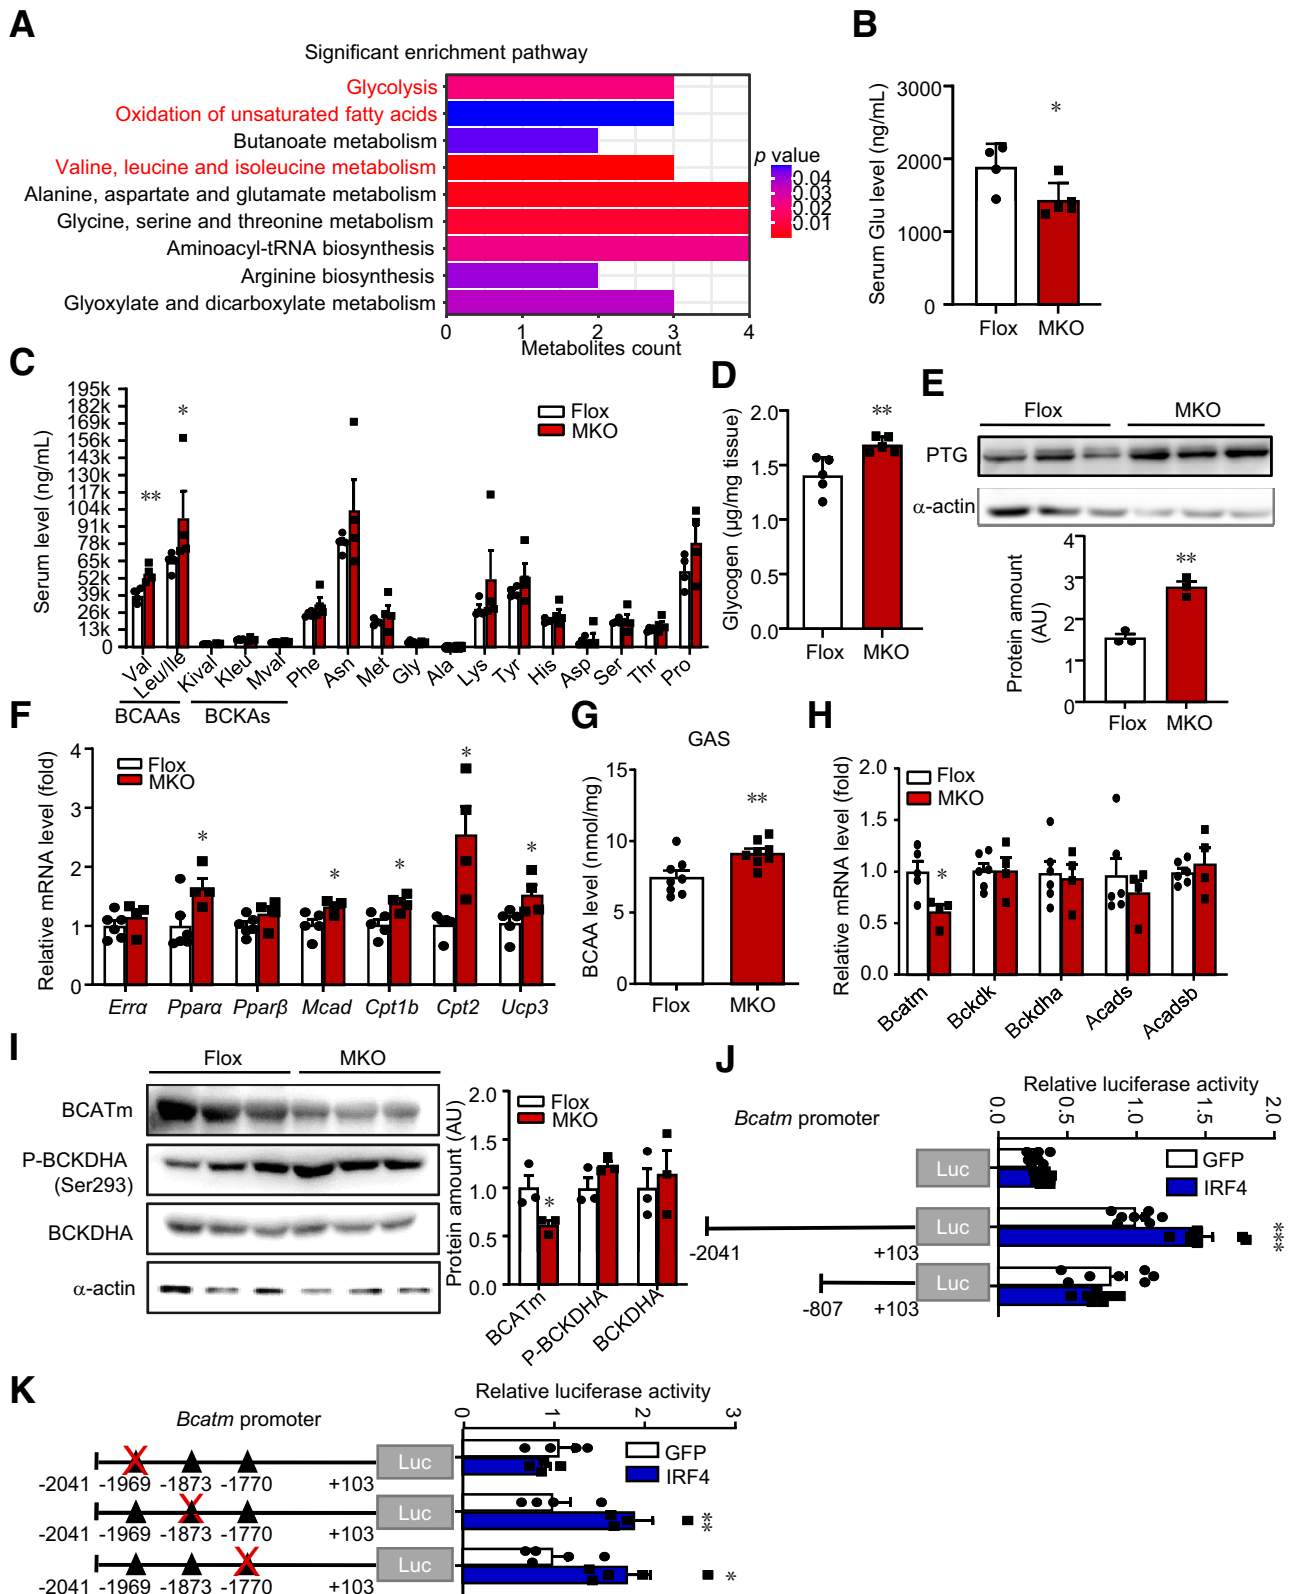 A
Significant enrichment pathway
Glycolysis
Oxidation of unsaturated fatty acids
Butanoate metabolism
Valine, leucine and isoleucine metabolism
Alanine, aspartate and glutamate metabolism
Glycine, serine and threonine metabolism
Aminoacyl-tRNA biosynthesis
Arginine biosynthesis
Glyoxylate and dicarboxylate metabolism
0 1 2 3 4
Metabolites count
p value
0.04
0.03
0.02
0.01
B
Serum Glu level (ng/mL)
3000
2000
1000
0
*
Flox MKO
C
Serum level (ng/mL)
195k
182k
169k
156k
143k
130k
117k
104k
91k
78k
65k
52k
39k
26k
13k
0
** *
Flox
MKO
Val Leu/Ile Kival Kleu Mval Phe Asn Met Gly Ala Lys Tyr His Asp Ser Thr Pro
BCAAs BCKAs
D
Glycogen (µg/mg tissue)
2.0
1.5
1.0
0.5
0.0
**
Flox MKO
E
Flox MKO
PTG
α-actin
Protein amount
(AU)
4
3
2
1
0
**
Flox MKO
F
Relative mRNA level (fold)
4
3
2
1
0
Flox
MKO
* * * * *
Errα Pparα Pparβ Mcad Cpt1b Cpt2 Ucp3
G
GAS
BCAA level (nmol/mg)
15
10
5
0
**
Flox MKO
H
Relative mRNA level (fold)
2.0
1.5
1.0
0.5
0.0
Flox
MKO
*
Bcatm Bckdk Bckdha Acads Acadsb
I
Flox MKO
BCATm
P-BCKDHA
(Ser293)
BCKDHA
α-actin
Protein amount (AU)
2.0
1.5
1.0
0.5
0.0
Flox
MKO
*
BCATm P-BCKDHA BCKDHA
J
Relative luciferase activity
Bcatm promoter
0.0 0.5 1.0 1.5 2.0
Luc
GFP
IRF4
Luc
-2041 +103
***
Luc
-807 +103
K
Relative luciferase activity
Bcatm promoter
0 1 2 3
Luc
GFP
IRF4
-2041 -1969 -1873 -1770 +103
Luc
**
-2041 -1969 -1873 -1770 +103
Luc
*
-2041 -1969 -1873 -1770 +103